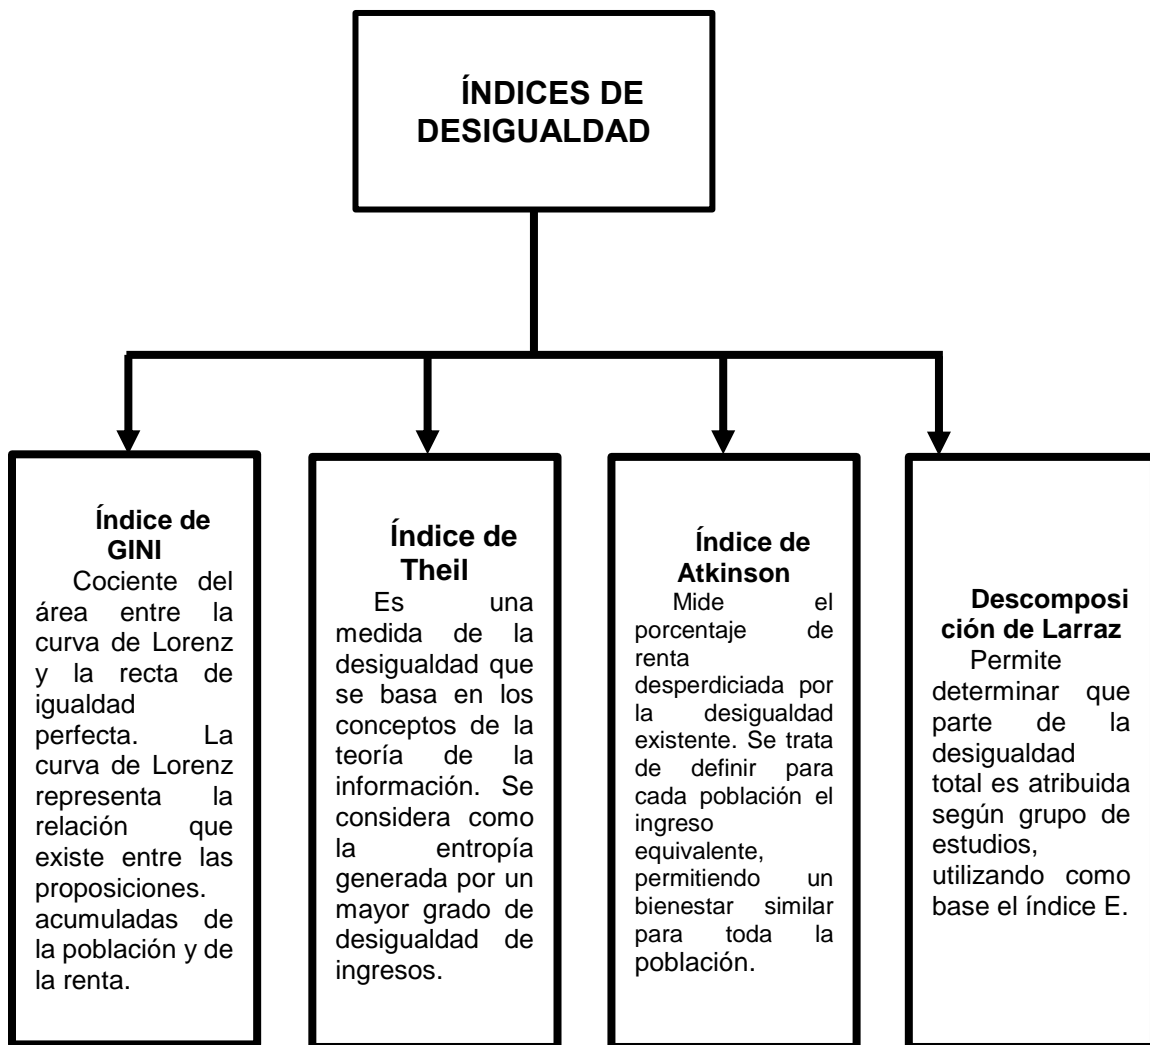 ÍNDICES DE
DESIGUALDAD
Índice de
GINI
Cociente del
área entre la
curva de Lorenz
y la recta de
igualdad
perfecta. La
curva de Lorenz
representa la
relación que
existe entre las
proposiciones.
acumuladas de
la población y de
la renta.
Índice de
Theil
Es una
medida de la
desigualdad que
se basa en los
conceptos de la
teoría de la
información. Se
considera como
la entropía
generada por un
mayor grado de
desigualdad de
ingresos.
Índice de
Atkinson
Mide el
porcentaje de
renta
desperdiciada por
la desigualdad
existente. Se trata
de definir para
cada población el
ingreso
equivalente,
permitiendo un
bienestar similar
para toda la
población.
Descomposi
ción de Larraz
Permite
determinar que
parte de la
desigualdad
total es atribuida
según grupo de
estudios,
utilizando como
base el índice E.